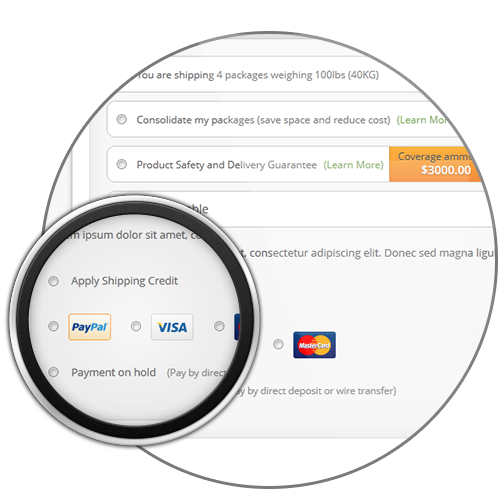 You are shipping 4 packages weighing 100lbs (40KG)
Consolidate my packages (save space and reduce cost) (Learn Mor
Product Safety and Delivery Guarantee (Learn More)
Coverage ammo
$3000.00
ble
m ipsum dolor sit amet, co
t, consectetur adipiscing elit. Donec sed magna ligu
Apply Shipping Credit
PayPal
VISA
MasterCard
Payment on hold (Pay by direct
ay by direct deposit or wire transfer)